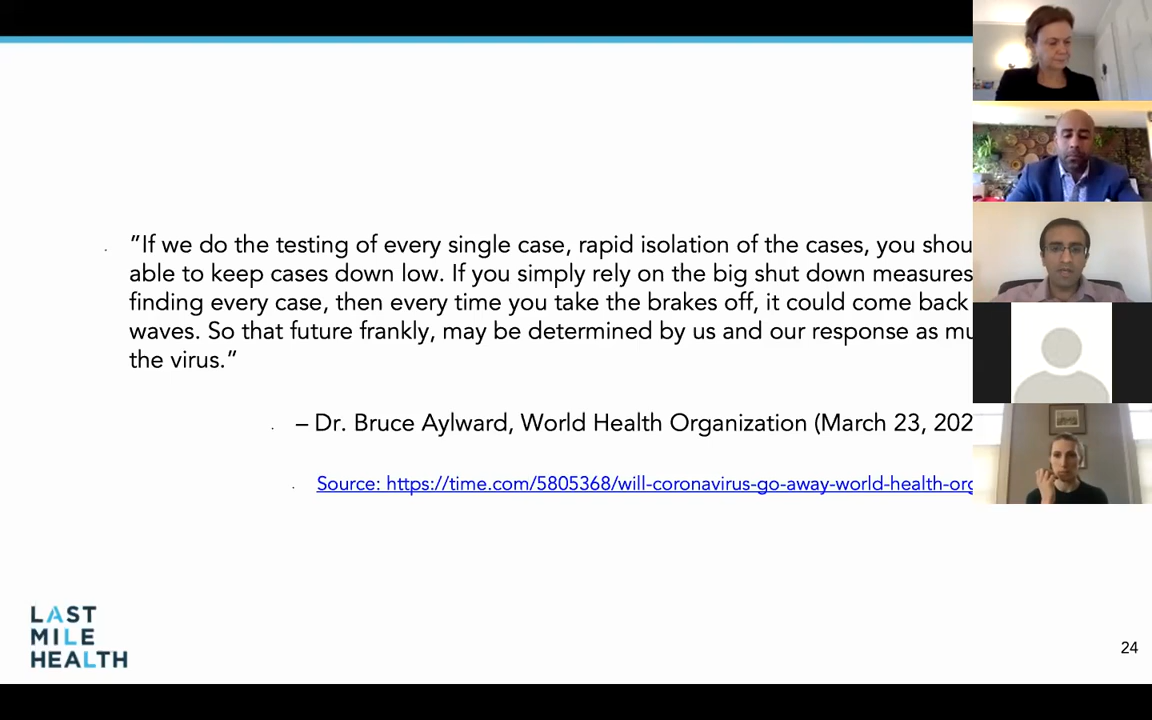 ”If we do the testing of every single case, rapid isolation of the cases, you
able to keep cases down low. If you simply rely on the big shut down measures
finding every case, then every time you take the brakes off, it could come back
waves. So that future frankly, may be determined by us and our response as
the virus.”
– Dr. Bruce Aylward, World Health Organization (March 23, 202
Source: https://time.com/5805368/will-coronavirus-go-away-world-health-org
LAST
MILE
HEALTH
24